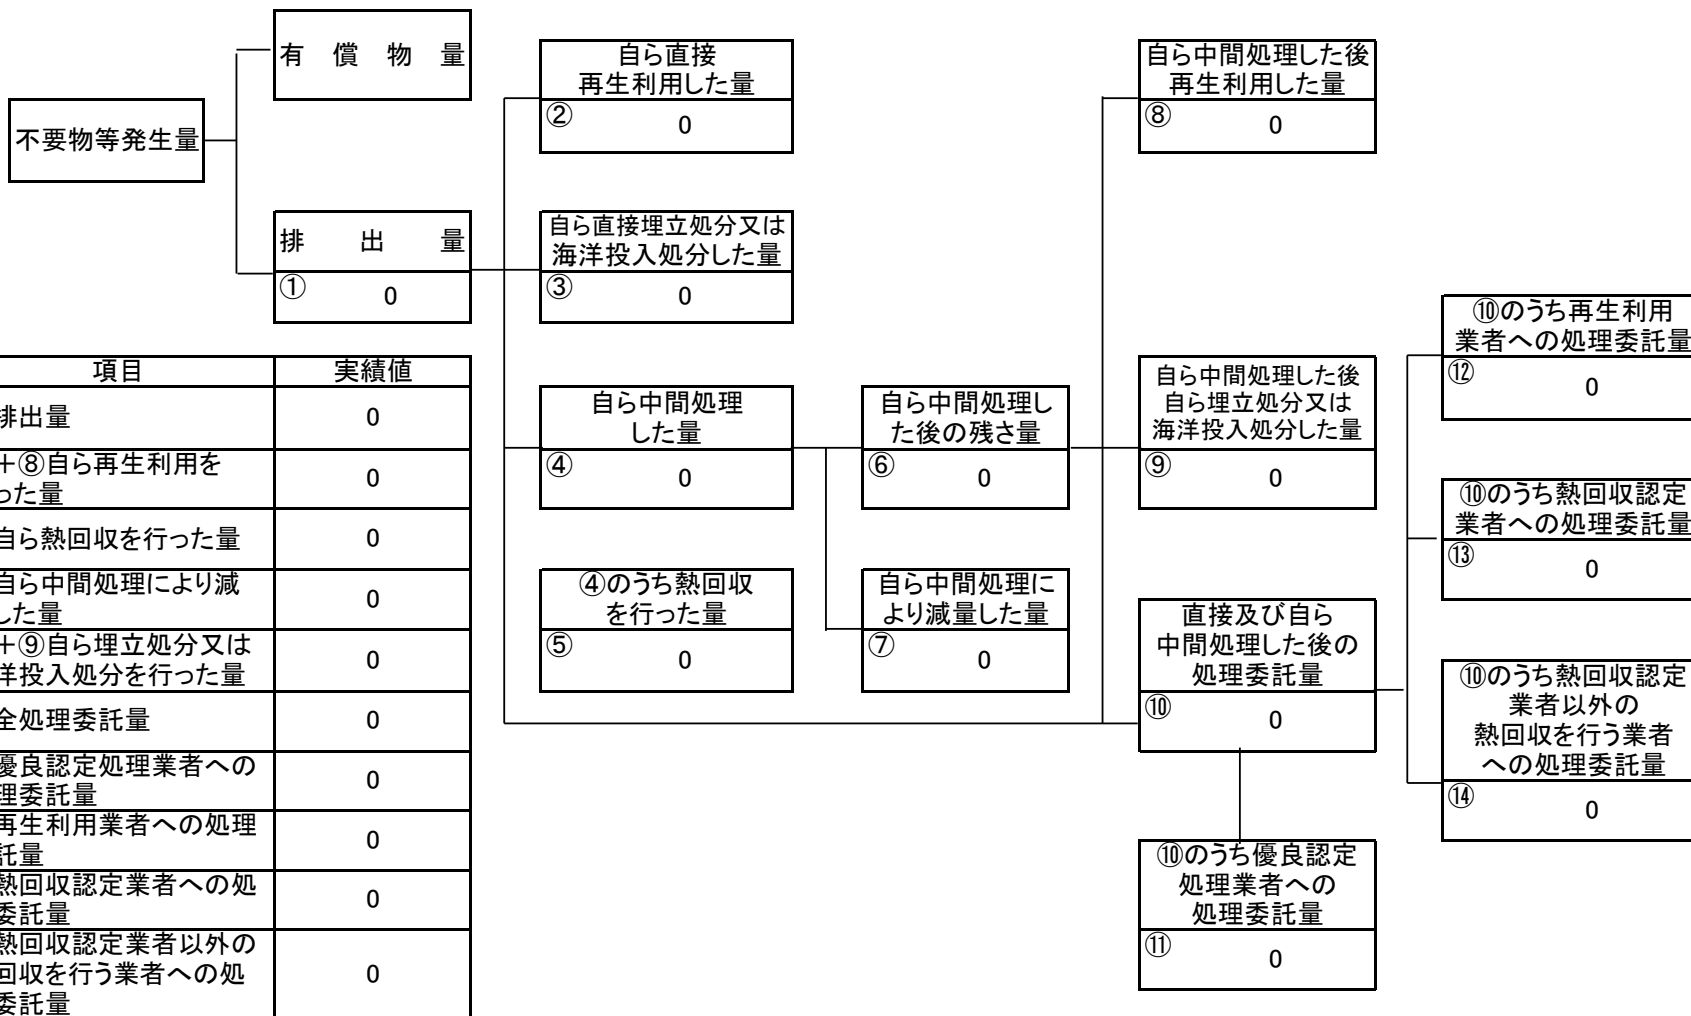 不要物等発生量
有償物量
排出量
①
0
自ら直接
再生利用した量
②
0
自ら直接埋立処分又は
海洋投入処分した量
③
0
自ら中間処理
した量
④
0
④のうち熱回収
を行った量
⑤
0
自ら中間処理し
た後の残さ量
⑥
0
自ら中間処理に
より減量した量
⑦
0
自ら中間処理した後
再生利用した量
⑧
0
自ら中間処理した後
自ら埋立処分又は
海洋投入処分した量
⑨
0
直接及び自ら
中間処理した後の
処理委託量
⑩
0
⑩のうち優良認定
処理業者への
処理委託量
⑪
0
⑩のうち再生利用
業者への処理委託量
⑫
0
⑩のうち熱回収認定
業者への処理委託量
⑬
0
⑩のうち熱回収認定
業者以外の
熱回収を行う業者
への処理委託量
⑭
0
項目 実績値
排出量 0
+⑧自ら再生利用を
った量 0
自ら熱回収を行った量 0
自ら中間処理により減
した量 0
+⑨自ら埋立処分又は
洋投入処分を行った量 0
全処理委託量 0
優良認定処理業者への
理委託量 0
再生利用業者への処理
託量 0
熱回収認定業者への処
委託量 0
熱回収認定業者以外の
回収を行う業者への処
委託量 0